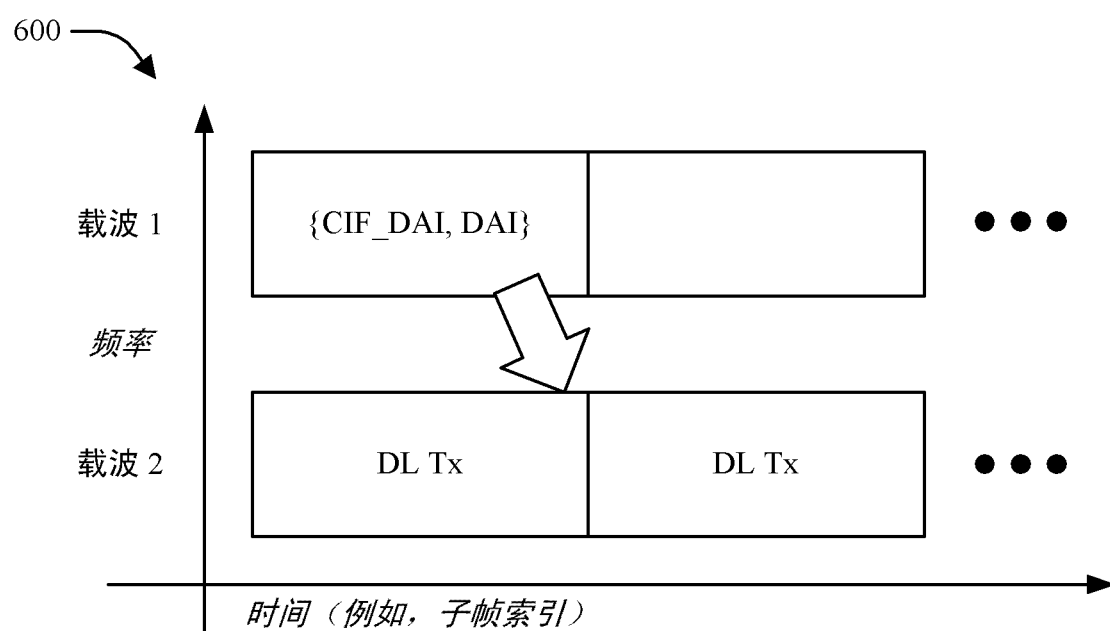 600
载波 1
{CIF_DAI, DAI}
频率
载波 2
DL Tx
DL Tx
时间（例如，子帧索引）